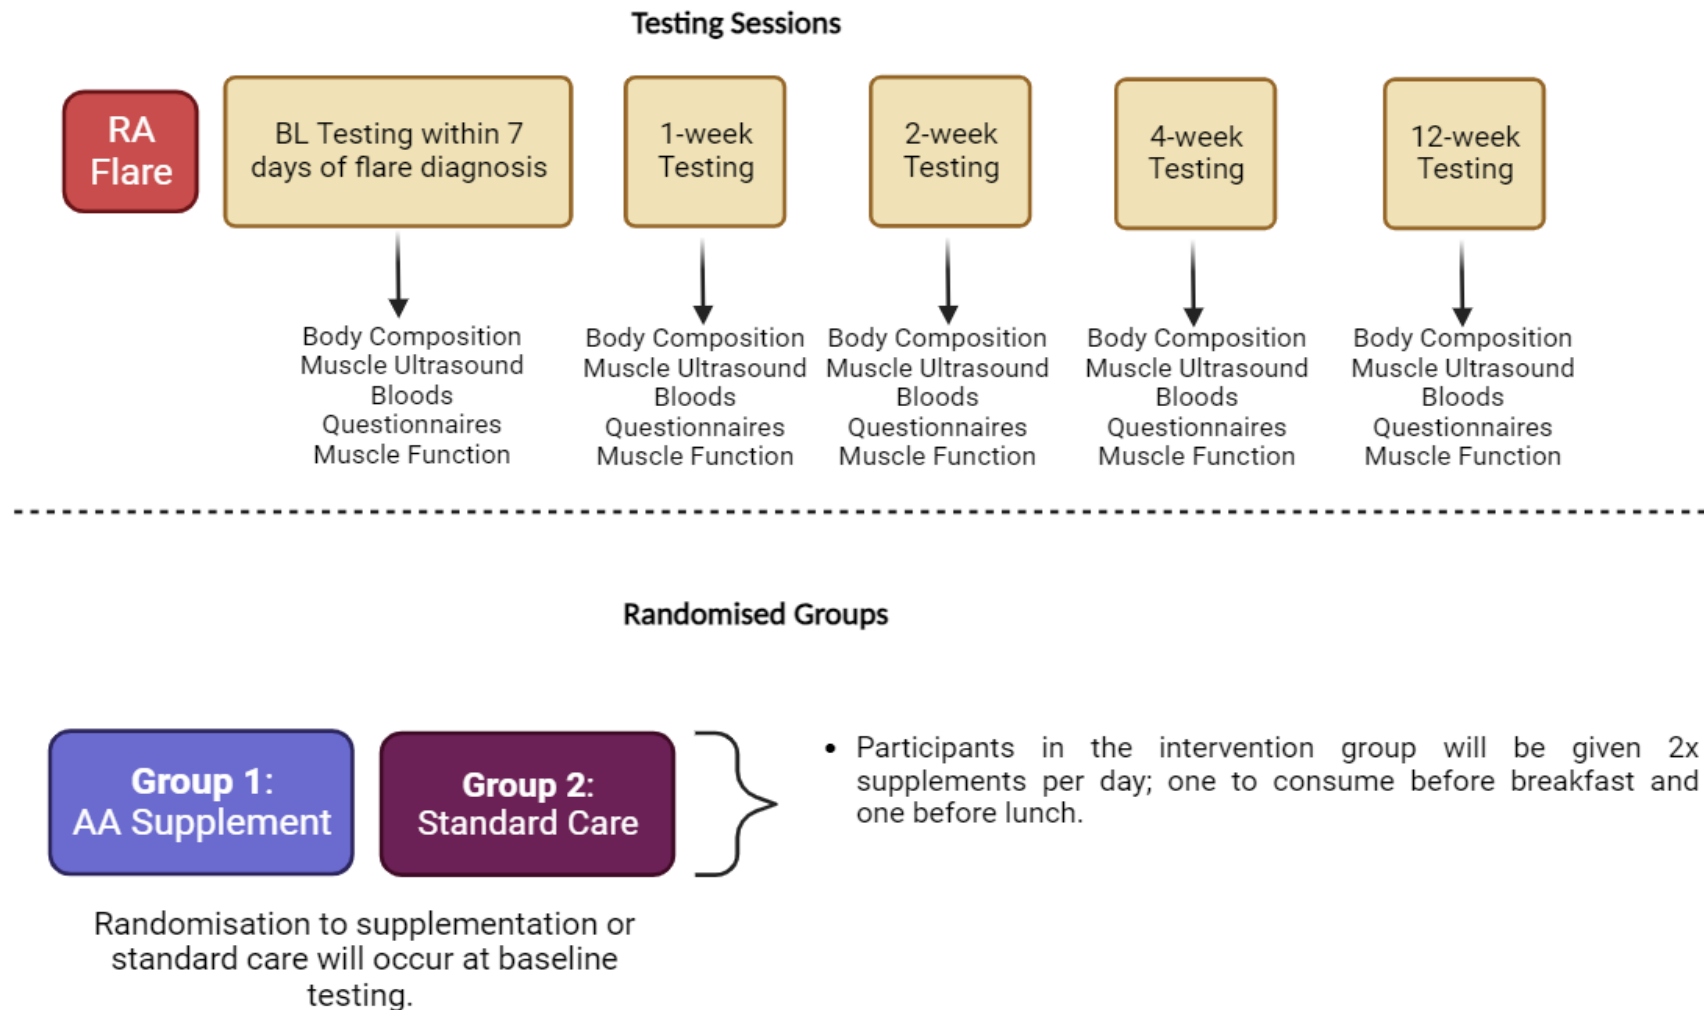 Testing Sessions
RA
Flare
BL Testing within 7
days of flare diagnosis
1-week
Testing
2-week
Testing
4-week
Testing
12-week
Testing
Body Composition
Muscle Ultrasound
Bloods
Questionnaires
Muscle Function
Body Composition
Muscle Ultrasound
Bloods
Questionnaires
Muscle Function
Body Composition
Muscle Ultrasound
Bloods
Questionnaires
Muscle Function
Body Composition
Muscle Ultrasound
Bloods
Questionnaires
Muscle Function
Body Composition
Muscle Ultrasound
Bloods
Questionnaires
Muscle Function
Randomised Groups
Group 1:
AA Supplement
Group 2:
Standard Care
• Participants in the intervention group will be given 2x
supplements per day; one to consume before breakfast and
one before lunch.
Randomisation to supplementation or
standard care will occur at baseline
testing.